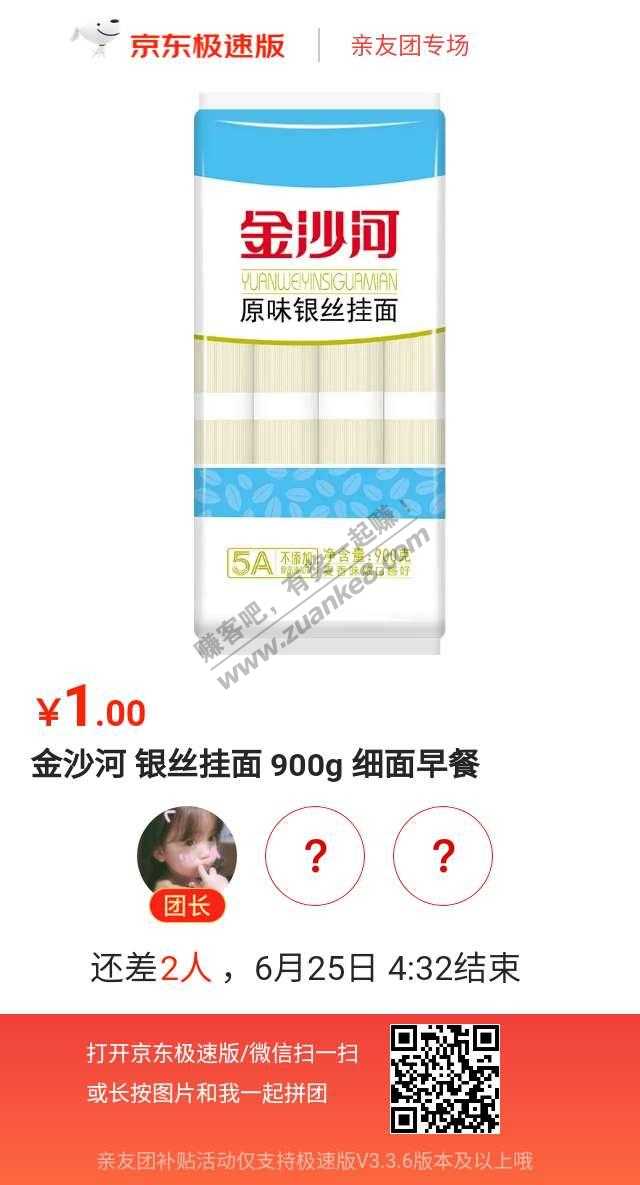 京东极速版 亲友团专场
金沙河
YUANWEIYINSIGUAMIAN
原味银丝挂面
5A 不添加 净含量:900克
赚客吧，有奖一起赚！
www.zuanke8.com
¥1.00
金沙河 银丝挂面 900g 细面早餐
? ?
团长
还差2人，6月25日 4:32结束
打开京东极速版/微信扫一扫
或长按图片和我一起拼团
亲友团补贴活动仅支持极速版V3.3.6版本及以上哦